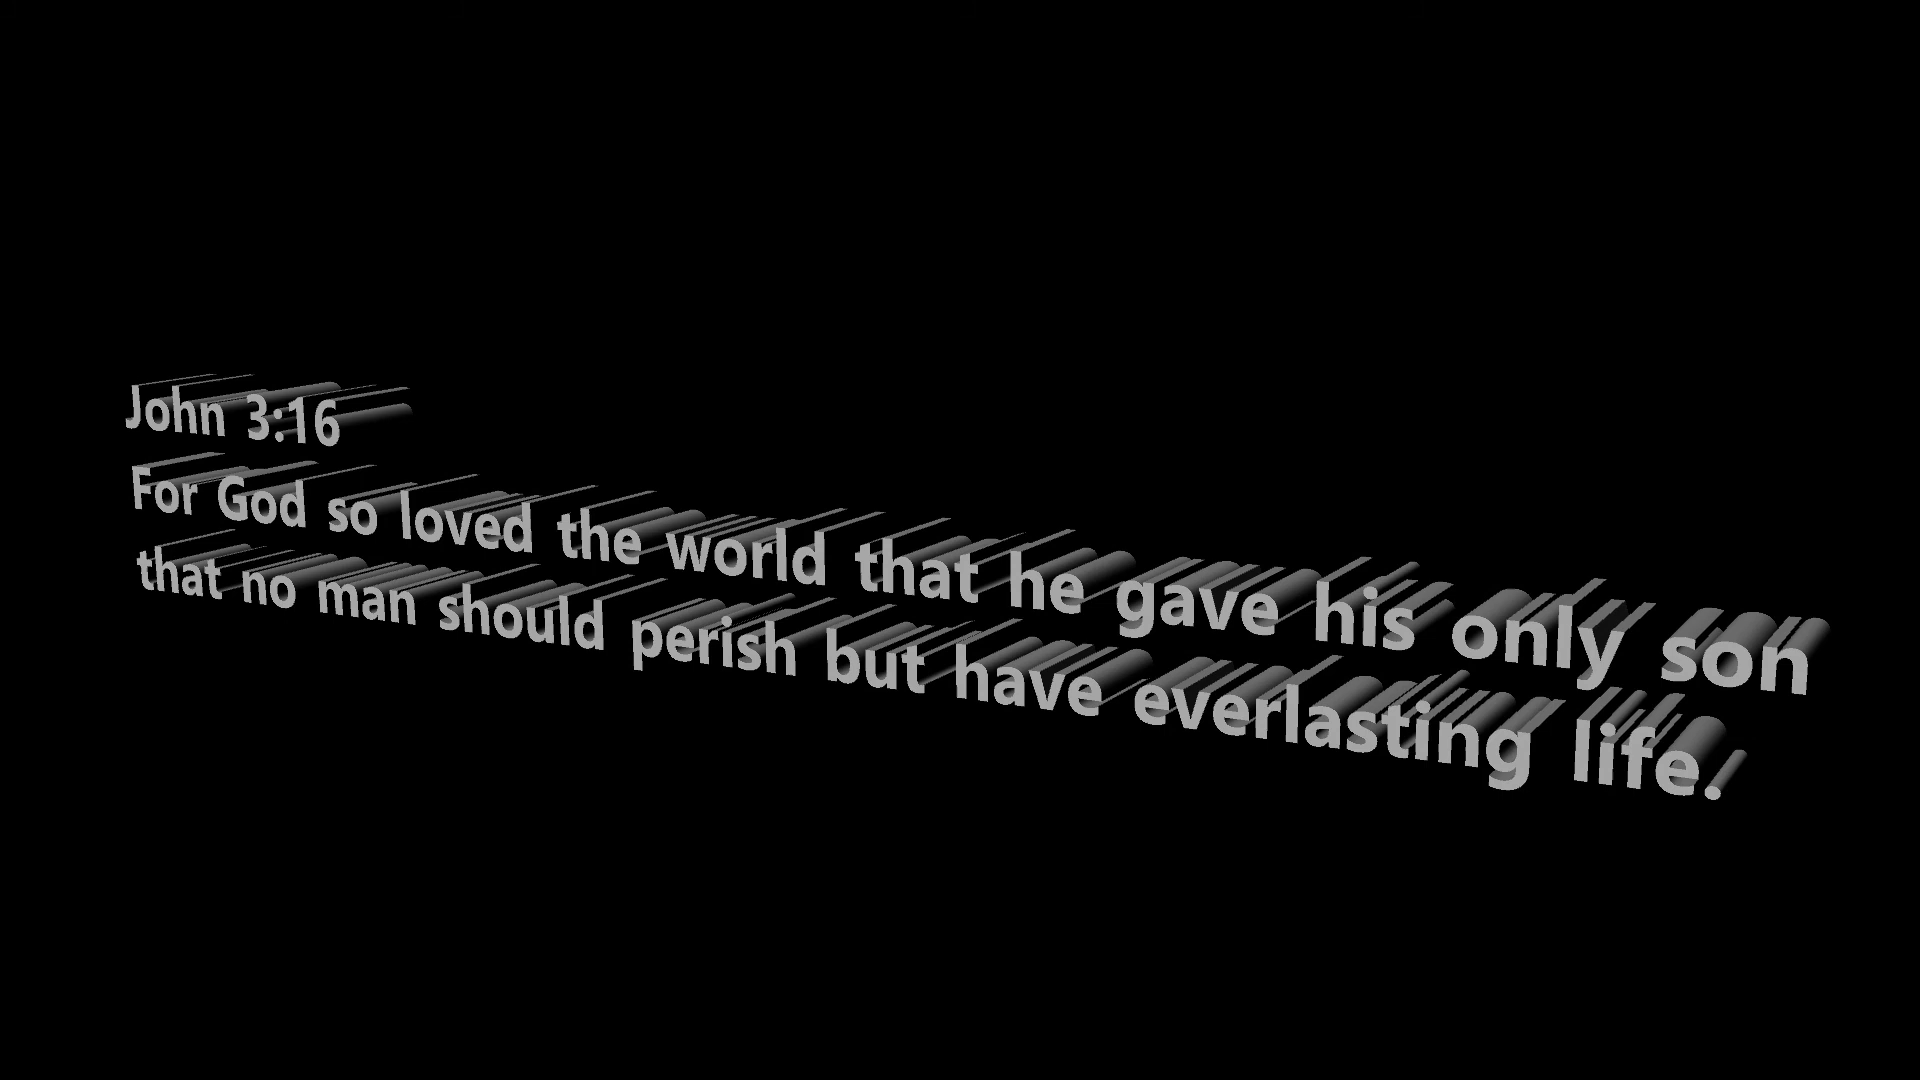 John 3:16
For God so loved the world that he gave his only son
that no man should perish but have everlasting life.